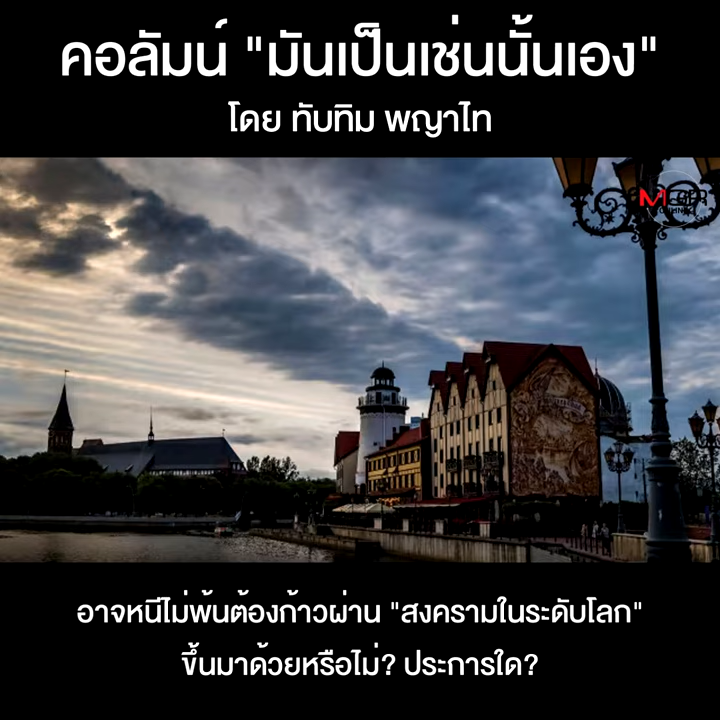 คอลัมน์ "มันเป็นเช่นนั้นเอง"
โดย ทับทิม พญาไท
อาจหนีไม่พ้นต้องก้าวผ่าน "สงครามในระดับโลก"
ขึ้นมาด้วยหรือไม่? ประการใด?